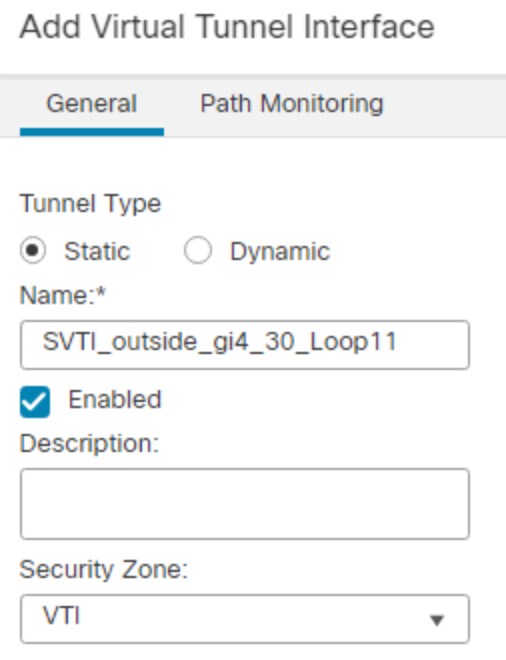 Add Virtual Tunnel Interface
General Path Monitoring
Tunnel Type
Static Dynamic
Name:*
SVTI_outside_gi4_30_Loop11
Enabled
Description:
Security Zone:
VTI